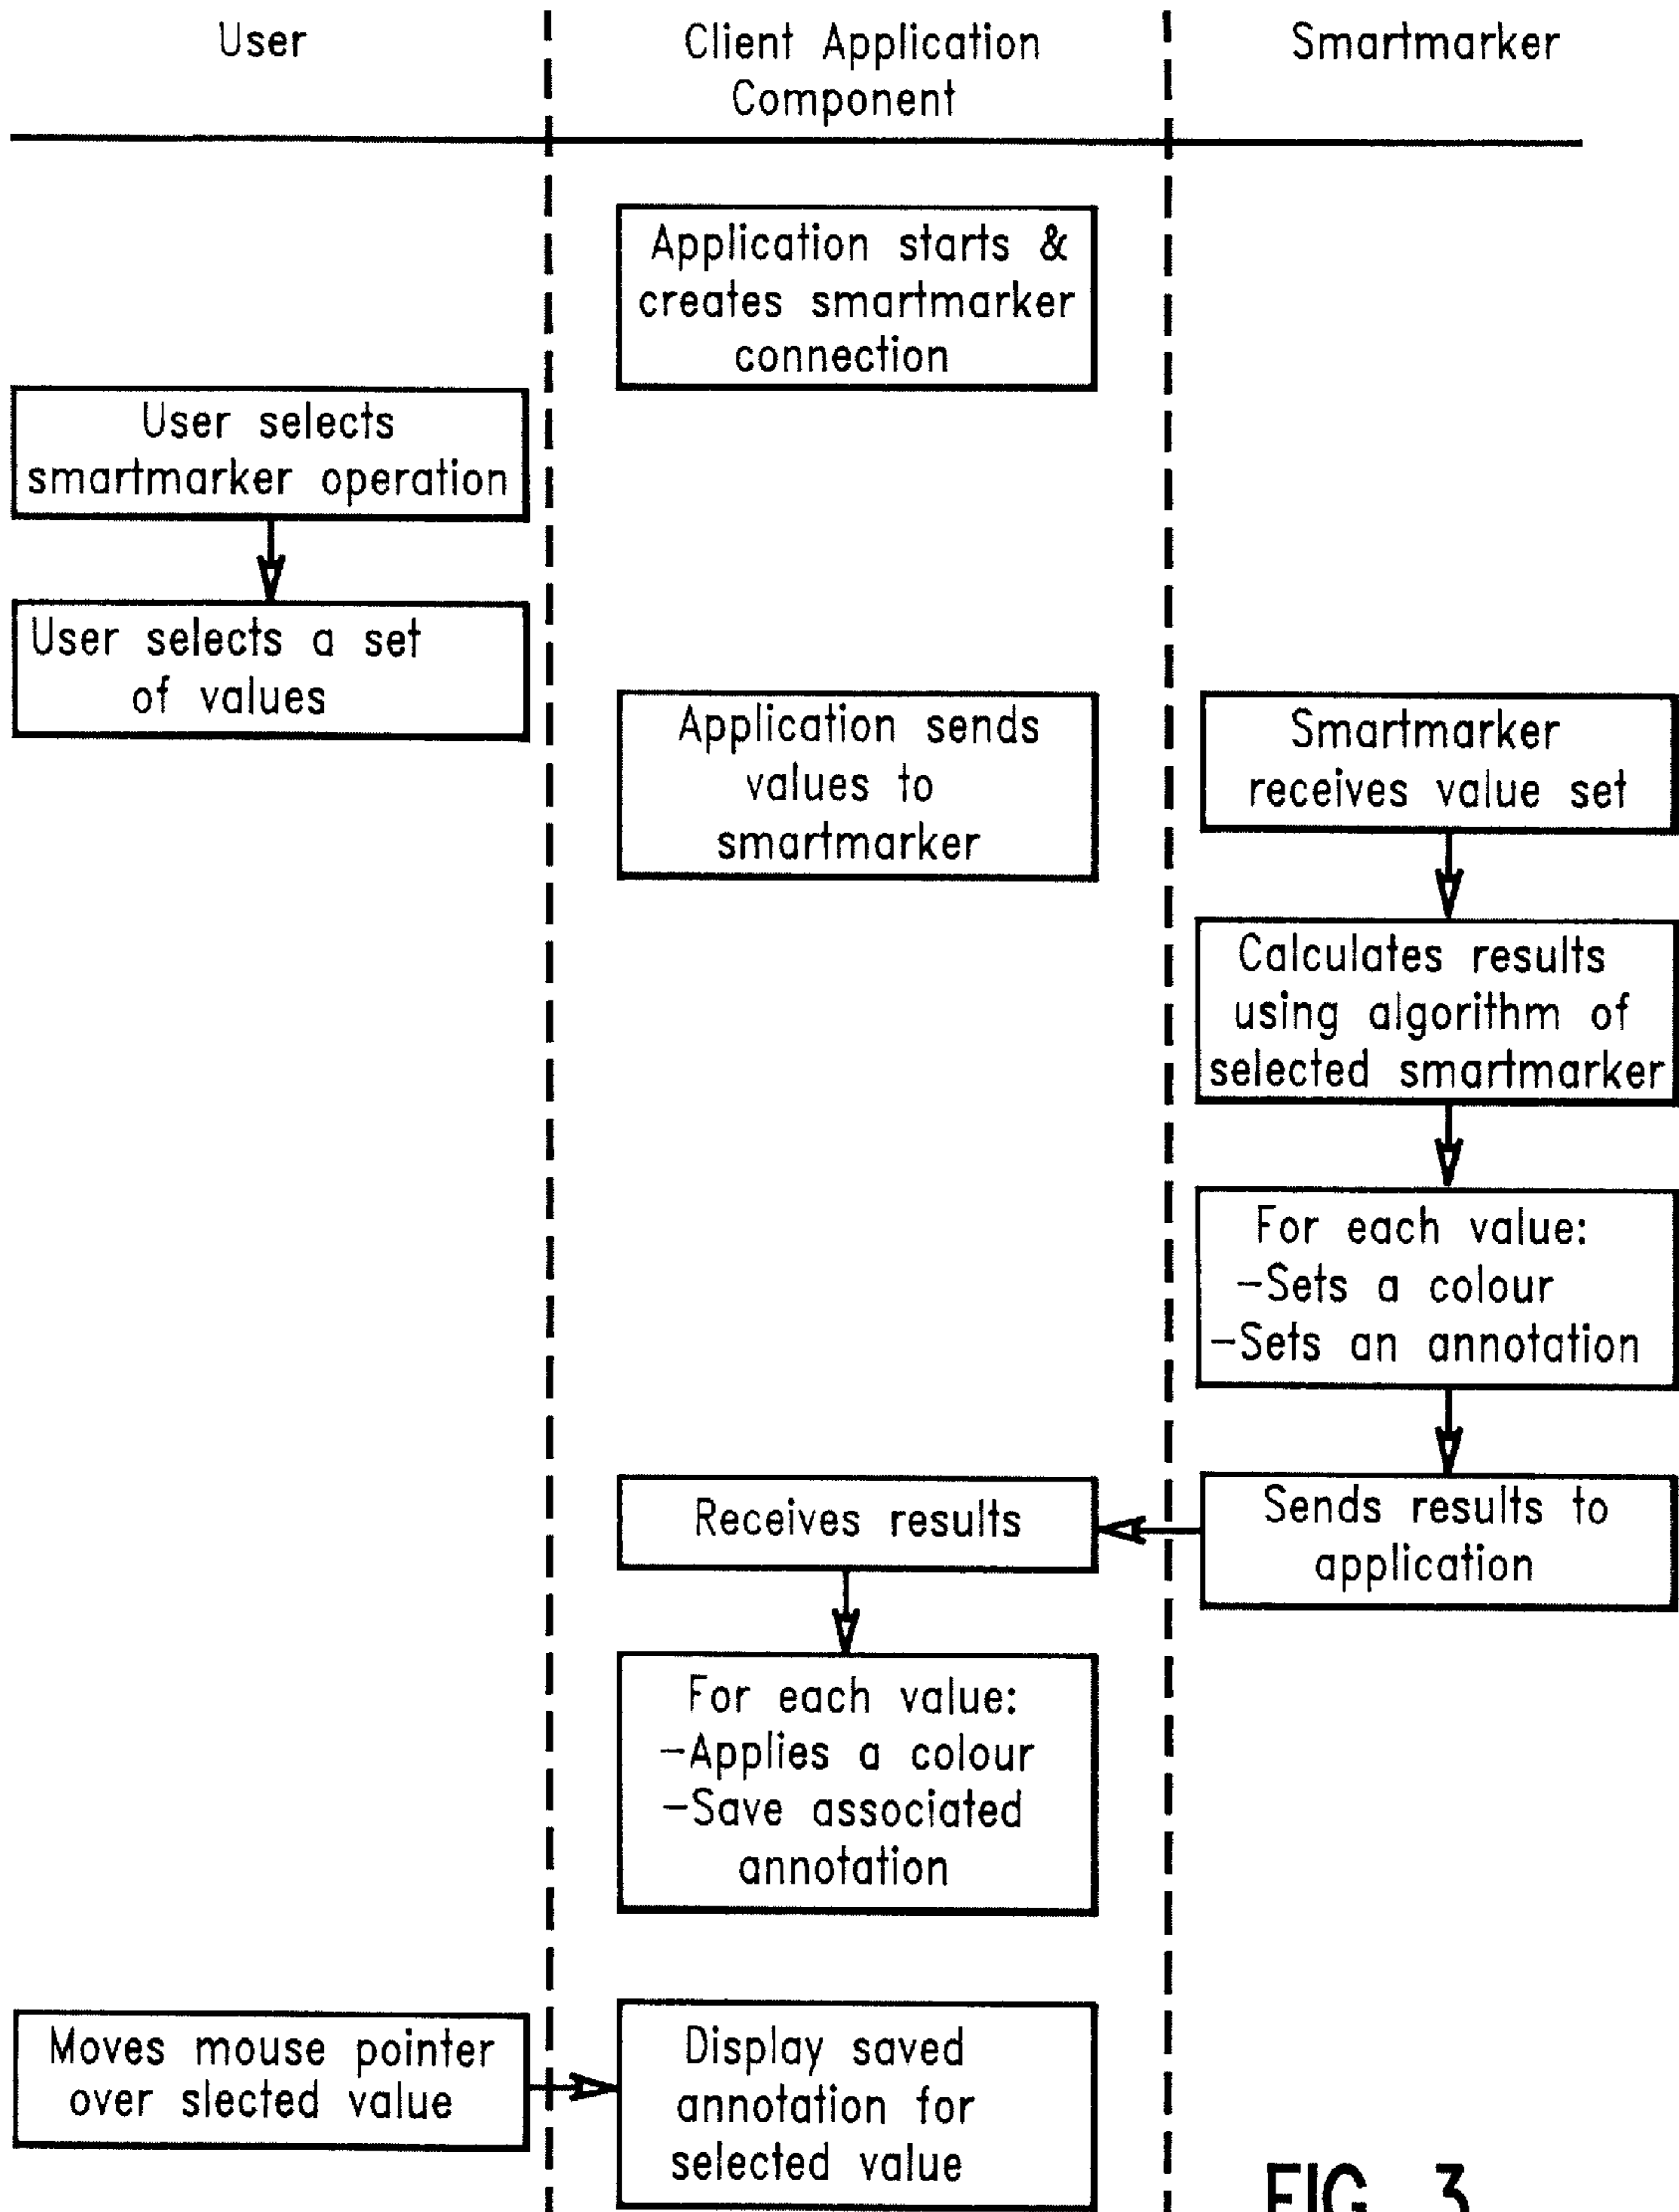 User
Client Application
Component
Smartmarker
Application starts &
creates smartmarker
connection
User selects
smartmarker operation
User selects a set
of values
Application sends
values to
smartmarker
Smartmarker
receives value set
Calculates results
using algorithm of
selected smartmarker
For each value:
-Sets a colour
-Sets an annotation
Sends results to
application
Receives results
For each value:
-Applies a colour
-Save associated
annotation
Moves mouse pointer
over slected value
Display saved
annotation for
selected value
FIG. 3